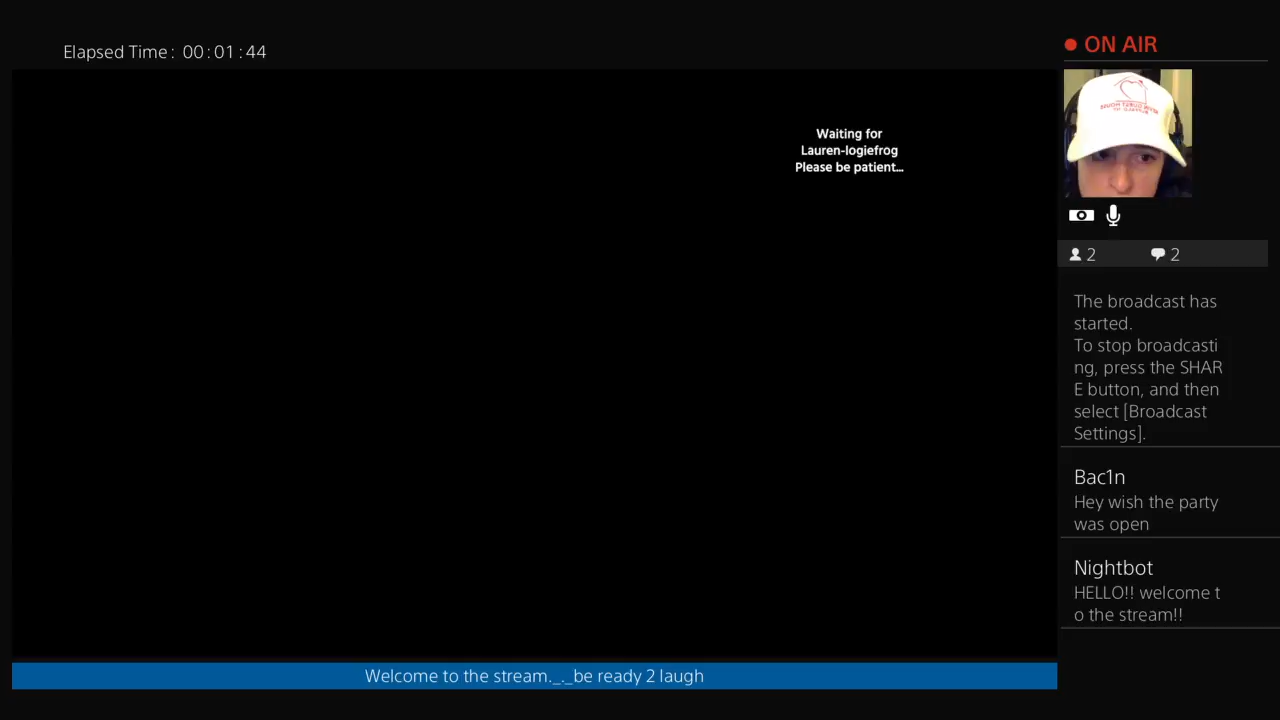 Elapsed Time: 00:01:44
ON AIR
Waiting for
Lauren-logiefrog
Please be patient...
2 2
The broadcast has
started.
To stop broadcasti
ng, press the SHAR
E button, and then
select [Broadcast
Settings].
Bac1n
Hey wish the party
was open
Nightbot
HELLO!! welcome t
o the stream!!
Welcome to the stream._._be ready 2 laugh